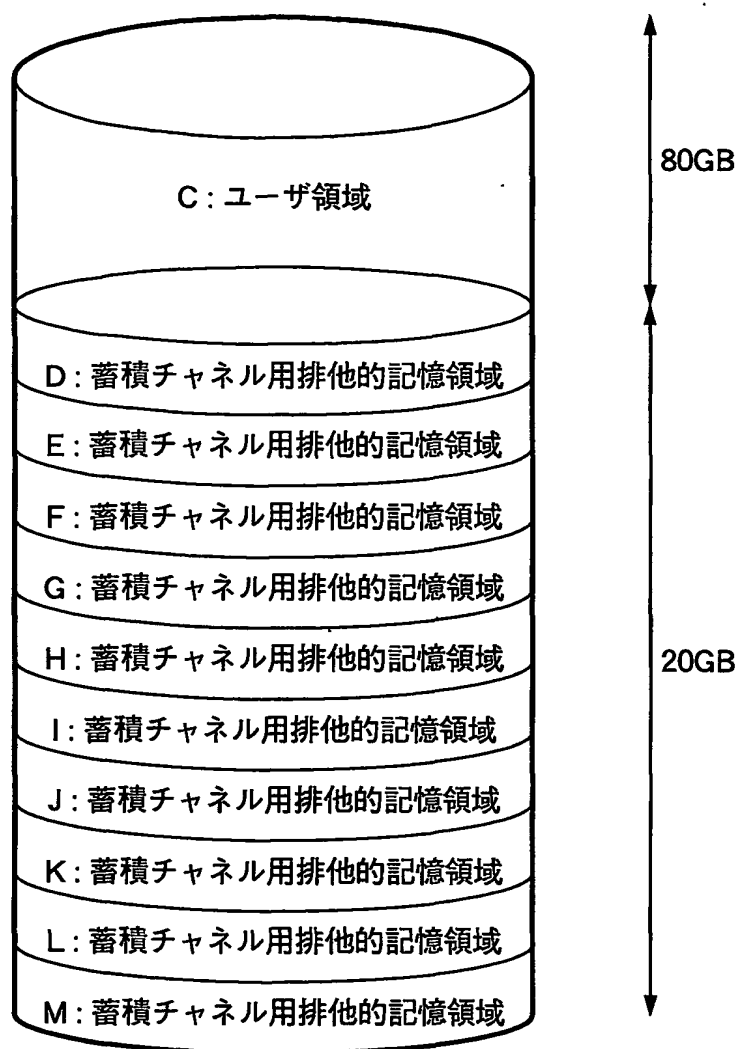 80GB
C：ユーザ領域
D：蓄積チャネル用排他的記憶領域
E：蓄積チャネル用排他的記憶領域
F：蓄積チャネル用排他的記憶領域
G：蓄積チャネル用排他的記憶領域
H：蓄積チャネル用排他的記憶領域
20GB
I：蓄積チャネル用排他的記憶領域
J：蓄積チャネル用排他的記憶領域
K：蓄積チャネル用排他的記憶領域
L：蓄積チャネル用排他的記憶領域
M：蓄積チャネル用排他的記憶領域